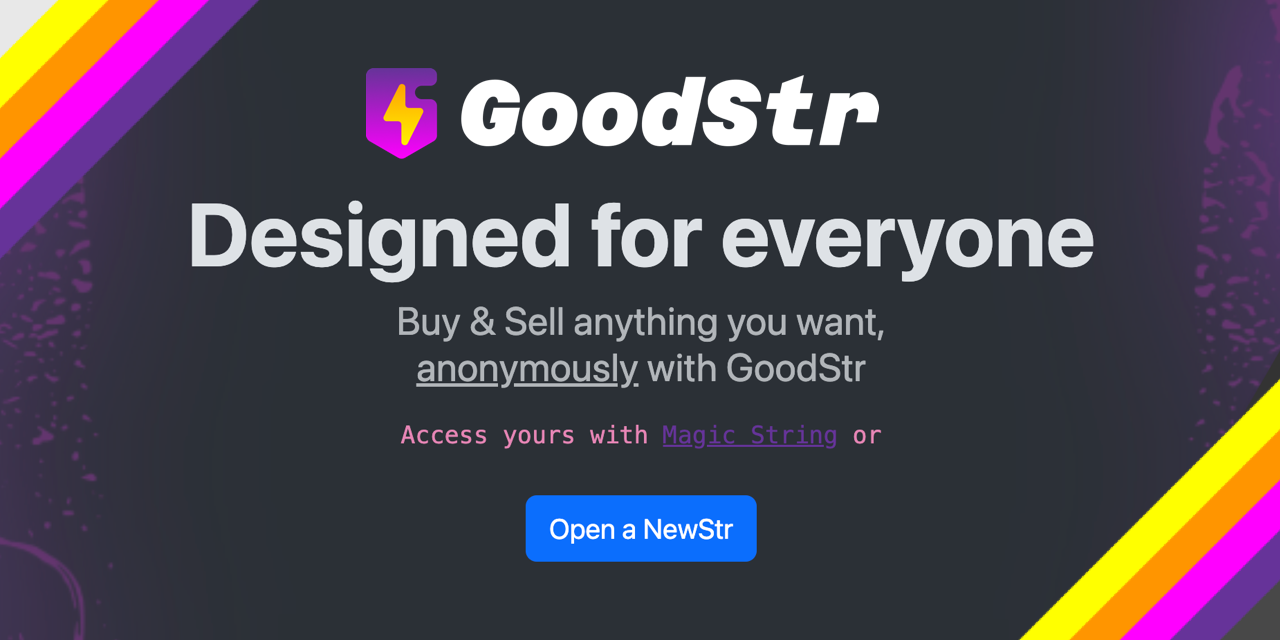 GoodStr
Designed for everyone
Buy & Sell anything you want,
anonymously with GoodStr
Access yours with Magic String or
Open a NewStr